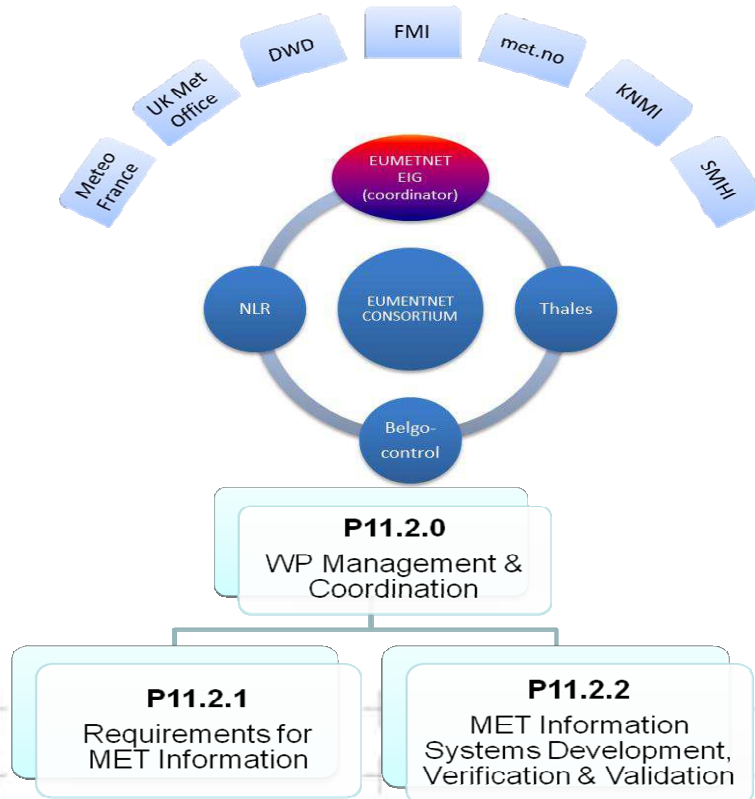 Meteo
France
UK Met
Office
DWD
FMI
met.no
KNMI
SMHI
EUMETNET
EIG
(coordinator)
NLR
EUMENTNET
CONSORTIUM
Thales
Belgo-
control
P11.2.0
WP Management &
Coordination
P11.2.1
Requirements for
MET Information
P11.2.2
MET Information
Systems Development,
Verification & Validation